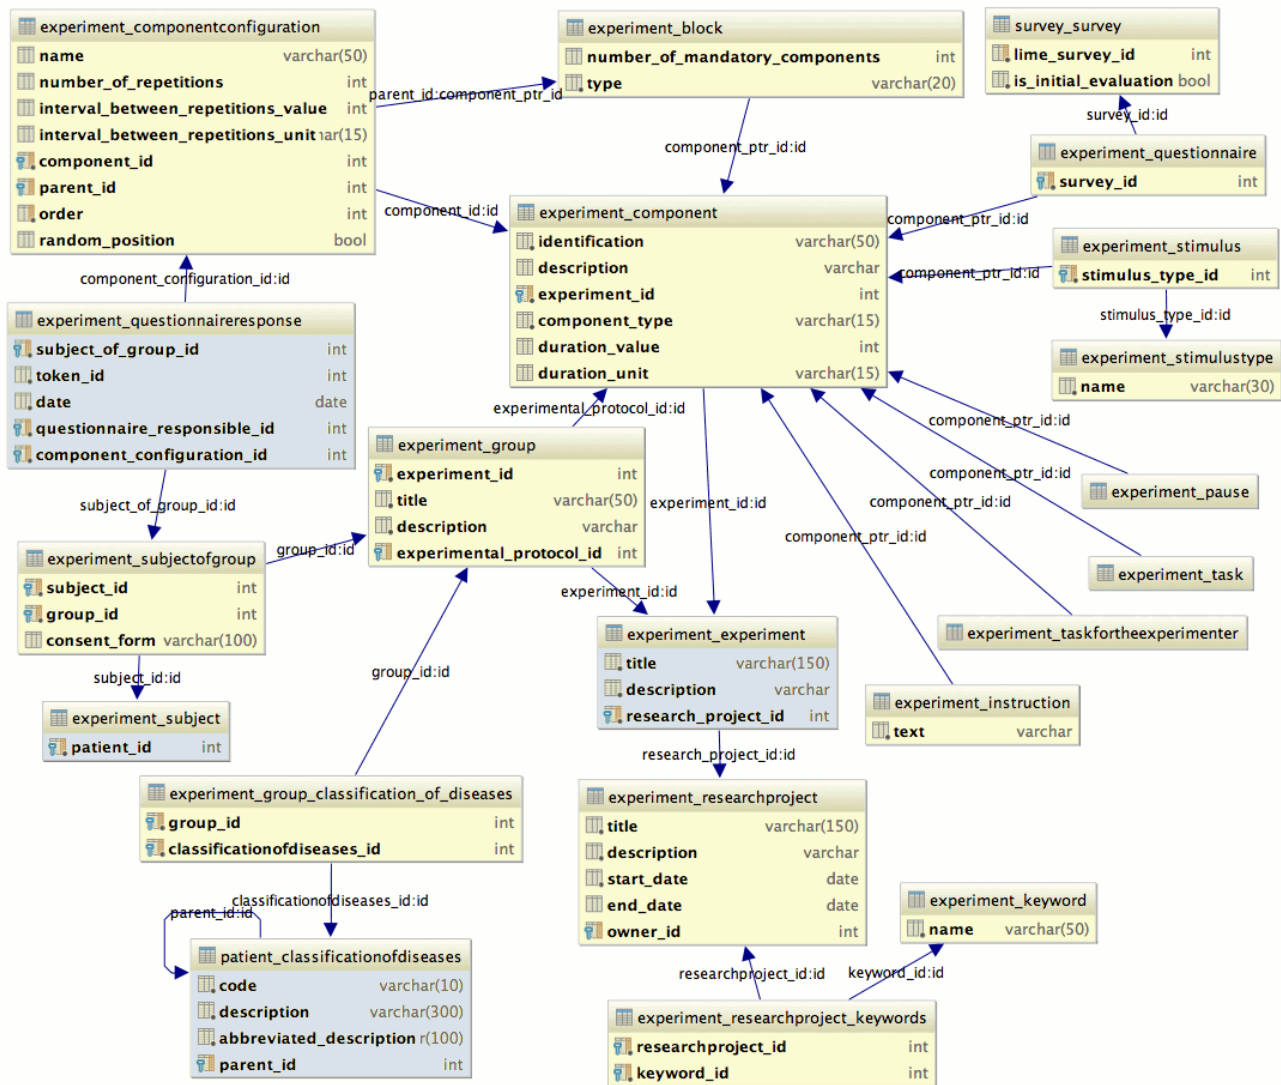 experiment_componentconfiguration
name varchar(50)
number_of_repetitions int
interval_between_repetitions_value int
interval_between_repetitions_unit ar(15)
component_id int
parent_id int
order int
random_position bool
experiment_block
number_of_mandatory_components int
type varchar(20)
survey_survey
lime_survey_id int
is_initial_evaluation bool
parent_id:component_ptr_id
survey_id:id
component_ptr_id:id
experiment_questionnaire
survey_id int
component_id:id
experiment_component
identification varchar(50)
description varchar
experiment_id int
component_type varchar(15)
duration_value int
duration_unit varchar(15)
component_ptr_id:id
experiment_stimulus
stimulus_type_id int
component_ptr_id:id
stimulus_type_id:id
experiment_stimulustype
name varchar(30)
component_configuration_id:id
experiment_questionnaireresponse
subject_of_group_id int
token_id int
date date
questionnaire_responsible_id int
component_configuration_id int
experimental_protocol_id:id
experiment_group
experiment_id int
title varchar(50)
description varchar
experimental_protocol_id int
component_ptr_id:id
component_ptr_id:id
component_ptr_id:id
component_ptr_id:id
experiment_pause
experiment_task
experiment_taskfortheexperimenter
experiment_instruction
text varchar
subject_of_group_id:id
experiment_id:id
experiment_subjectofgroup
subject_id int
group_id int
consent_form varchar(100)
group_id:id
experiment_id:id
subject_id:id
experiment_subject
patient_id int
group_id:id
experiment_experiment
title varchar(150)
description varchar
research_project_id int
research_project_id:id
experiment_group_classification_of_diseases
group_id int
classificationofdiseases_id int
experiment_researchproject
title varchar(150)
description varchar
start_date date
end_date date
owner_id int
classificationofdiseases_id:id
parent_id:id
patient_classificationofdiseases
code varchar(10)
description varchar(300)
abbreviated_description r(100)
parent_id int
experiment_keyword
name varchar(50)
researchproject_id:id
keyword_id:id
experiment_researchproject_keywords
researchproject_id int
keyword_id int